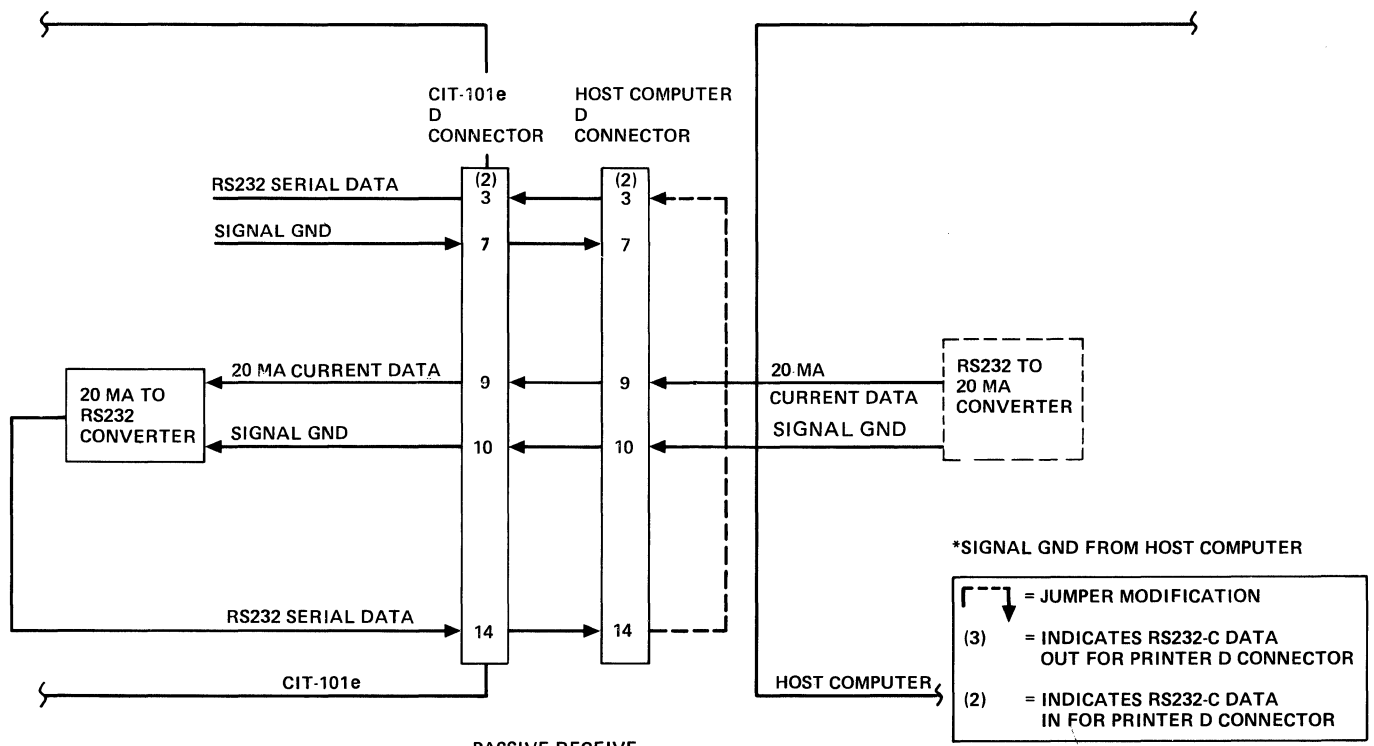 CIT-101e
D
CONNECTOR
HOST COMPUTER
D
CONNECTOR
RS232 SERIAL DATA
(2)
3
(2)
3
SIGNAL GND
7
7
20 MA CURRENT DATA
9
9
20 MA
CURRENT DATA
20 MA TO
RS232
CONVERTER
RS232 TO
20 MA
CONVERTER
SIGNAL GND
10
10
SIGNAL GND
RS232 SERIAL DATA
14
14
CIT-101e
HOST COMPUTER
*SIGNAL GND FROM HOST COMPUTER
= JUMPER MODIFICATION
(3) = INDICATES RS232-C DATA
OUT FOR PRINTER D CONNECTOR
(2) = INDICATES RS232-C DATA
IN FOR PRINTER D CONNECTOR
PASSIVE RECEIVE